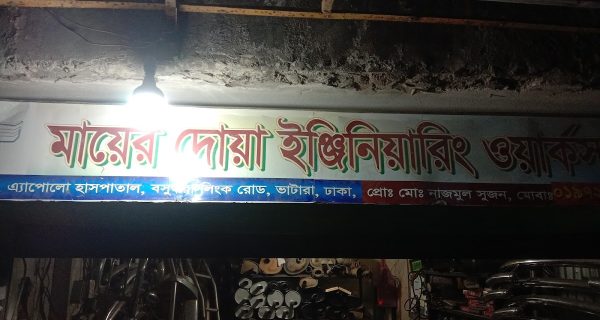 মায়ের দোয়া ইঞ্জিনিয়ারিং ওয়ার্কস
এ্যাপোলো হাসপাতাল, বসুন্ধরা লিংক রোড, ভাটারা, ঢাকা, প্রোঃ মোঃ নাজমুল সুজন, মোবাঃ